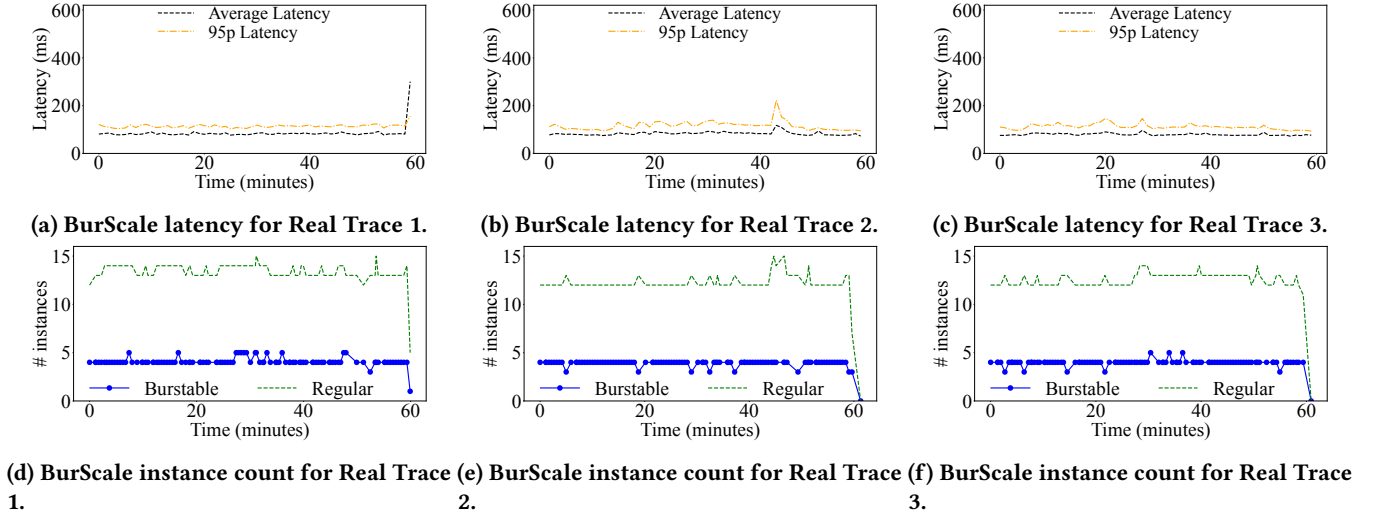 600
400
200
0
Latency (ms)
Average Latency
95p Latency
0 20 40 60
Time (minutes)
(a) BurScale latency for Real Trace 1.
600
400
200
0
Latency (ms)
Average Latency
95p Latency
0 20 40 60
Time (minutes)
(b) BurScale latency for Real Trace 2.
600
400
200
0
Latency (ms)
Average Latency
95p Latency
0 20 40 60
Time (minutes)
(c) BurScale latency for Real Trace 3.
15
10
5
0
# instances
Burstable Regular
0 20 40 60
Time (minutes)
(d) BurScale instance count for Real Trace
1.
15
10
5
0
# instances
Burstable Regular
0 20 40 60
Time (minutes)
(e) BurScale instance count for Real Trace
2.
15
10
5
0
# instances
Burstable Regular
0 20 40 60
Time (minutes)
(f) BurScale instance count for Real Trace
3.